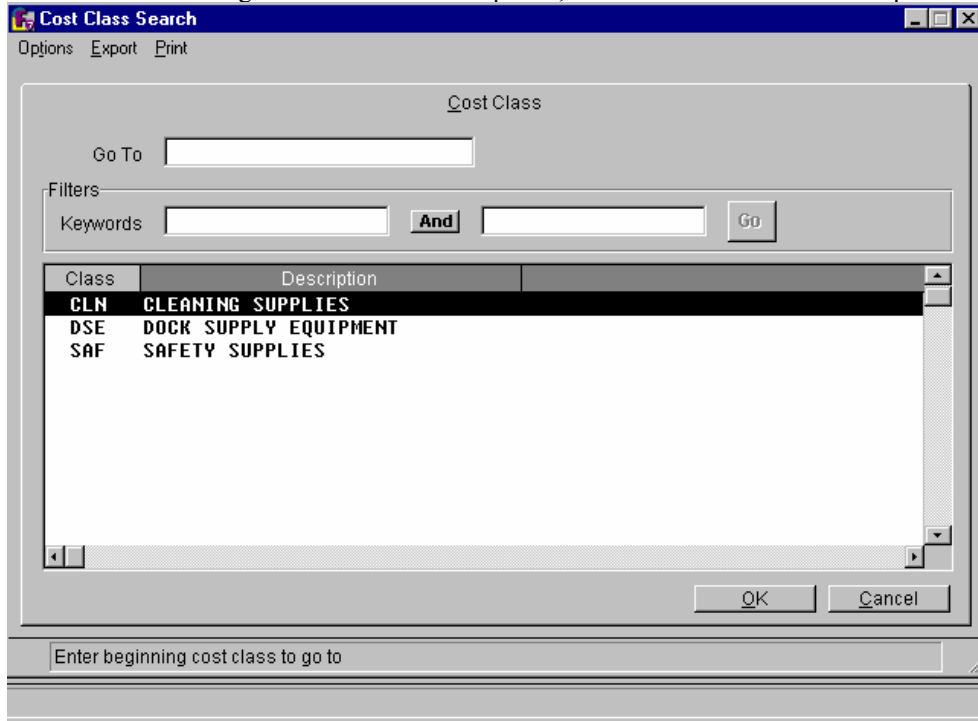 Cost Class Search
Options Export Print
Cost Class
Go To
Filters
Keywords And Go
Class Description
CLN CLEANING SUPPLIES
DSE DOCK SUPPLY EQUIPMENT
SAF SAFETY SUPPLIES
OK Cancel
Enter beginning cost class to go to